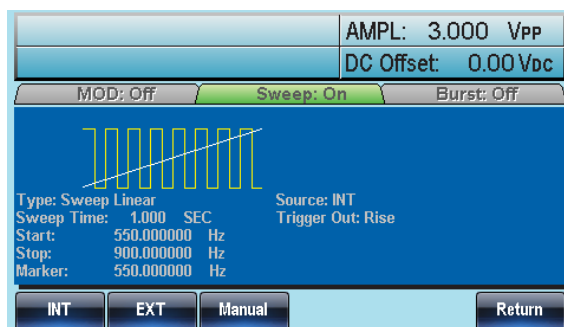 AMPL: 3.000 VPP
DC Offset: 0.00 VDC
MOD: Off Sweep: On Burst: Off
Type: Sweep Linear Source: INT
Sweep Time: 1.000 SEC Trigger Out: Rise
Start: 550.000000 Hz
Stop: 900.000000 Hz
Marker: 550.000000 Hz
INT EXT Manual Return